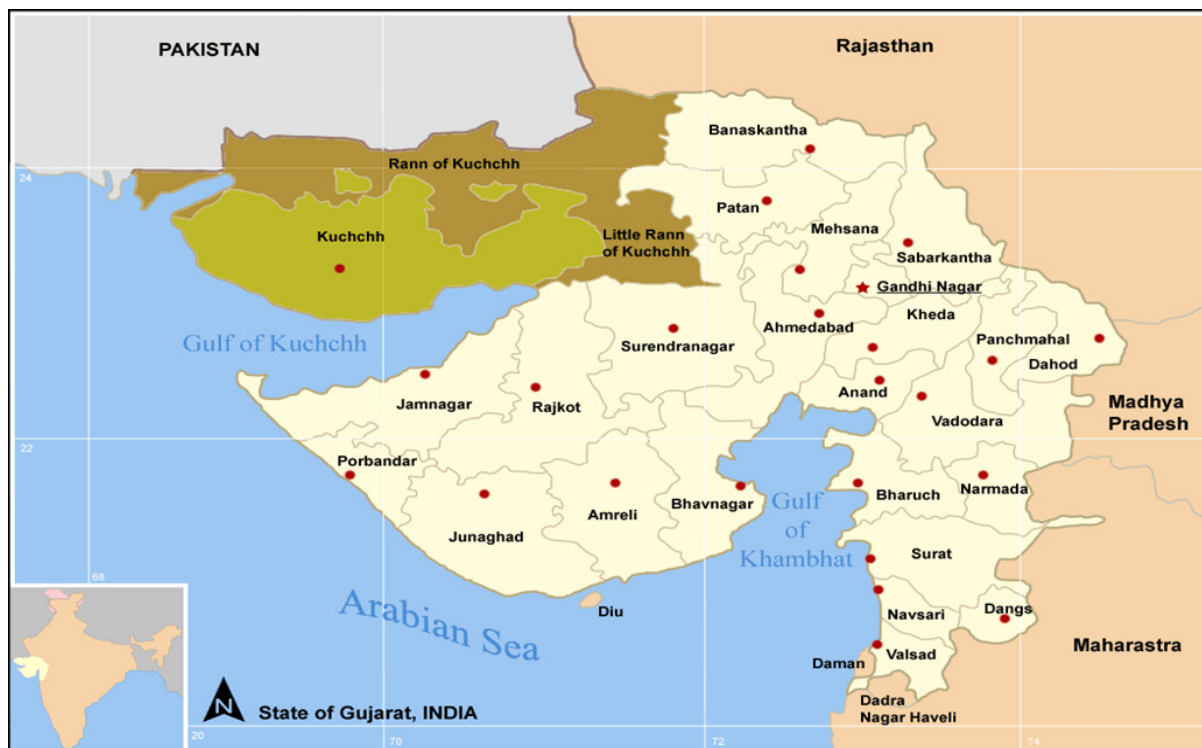 PAKISTAN
Rajasthan
Banaskantha
24
Rann of Kuchchh
Patan
Mehsana
Kuchchh
Little Rann
of Kuchchh
Sabarkantha
Gandhi Nagar
Gulf of Kuchchh
Surendranagar
Ahmedabad
Kheda
Panchmahal
Dahod
Jamnagar
Rajkot
Anand
Vadodara
Madhya
Pradesh
22
Porbandar
Junaghad
Amreli
Bhavnagar
Gulf
of
Khambhat
Bharuch
Narmada
Surat
68
Arabian Sea
Diu
Navsari
Dangs
Daman
Valsad
Maharastra
Dadra
Nagar Haveli
N
State of Gujarat, INDIA
20
70
72
74